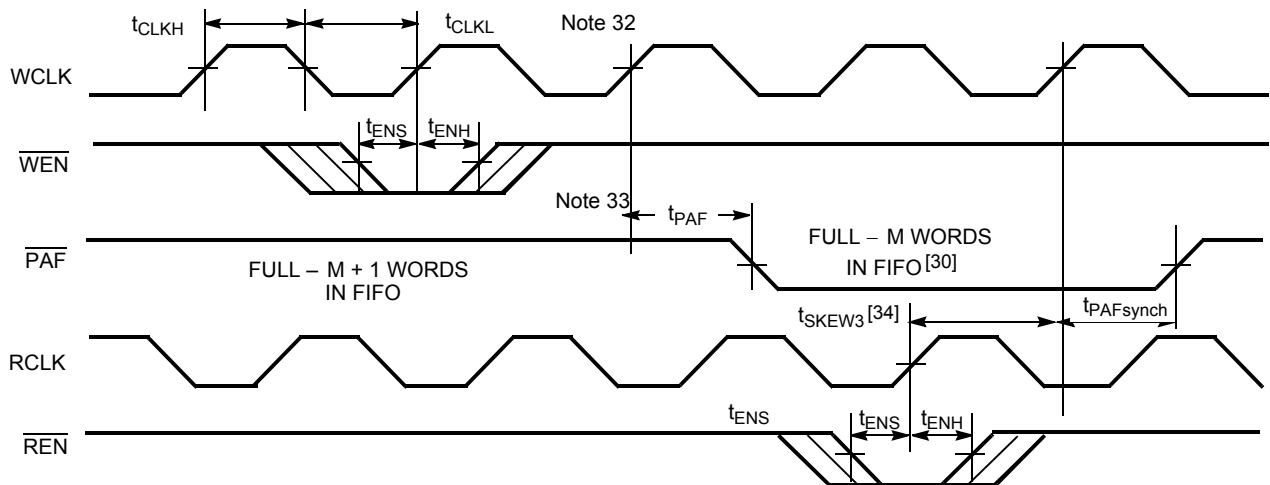 tCLKH
tCLKL
Note 32
WCLK
tENS
tENH
WEN
Note 33
tPAF
PAF
FULL – M + 1 WORDS
IN FIFO
FULL – M WORDS
IN FIFO [30]
tSKEW3 [34]
tPAFsynch
RCLK
tENS
tENS
tENH
REN